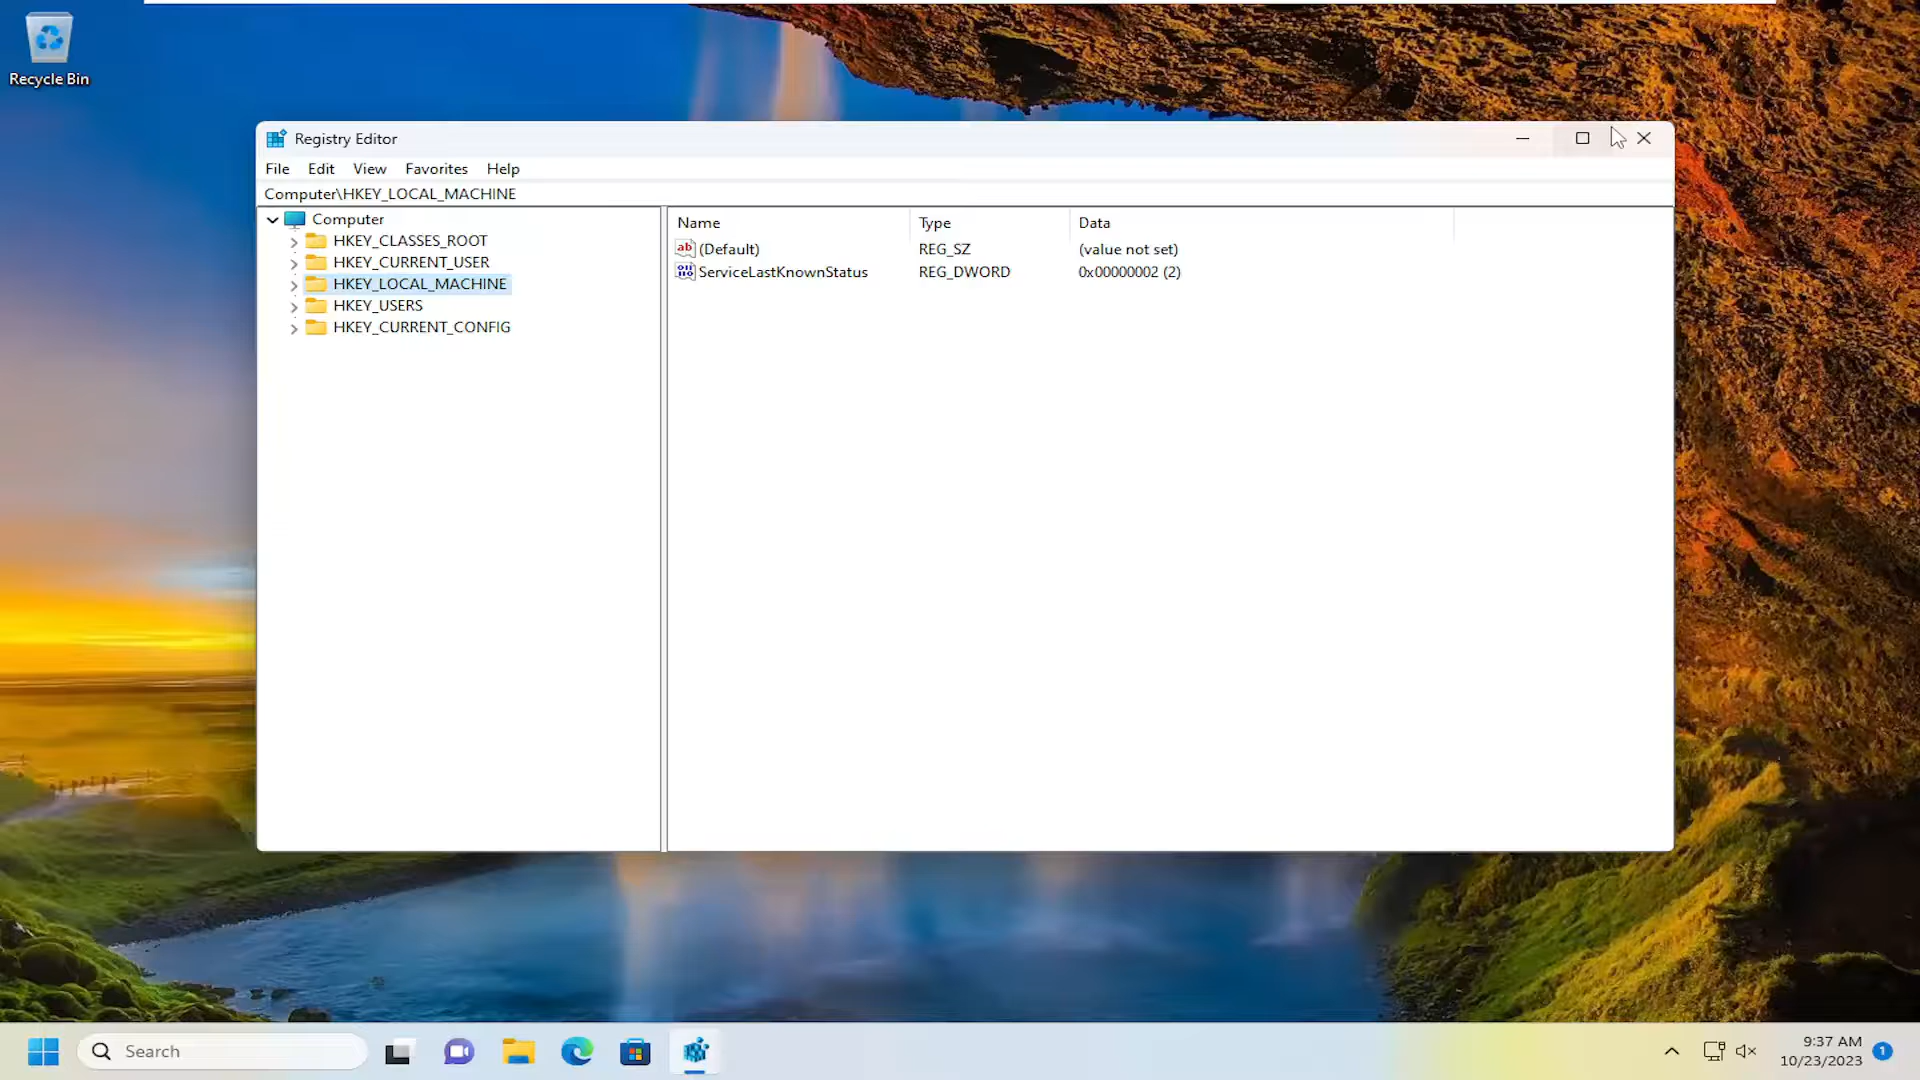 Recycle Bin
Registry Editor
File Edit View Favorites Help
Computer\HKEY_LOCAL_MACHINE
Computer
HKEY_CLASSES_ROOT
HKEY_CURRENT_USER
HKEY_LOCAL_MACHINE
HKEY_USERS
HKEY_CURRENT_CONFIG
Name Type Data
(Default) REG_SZ (value not set)
ServiceLastKnownStatus REG_DWORD 0x00000002 (2)
Search
9:37 AM
10/23/2023
1